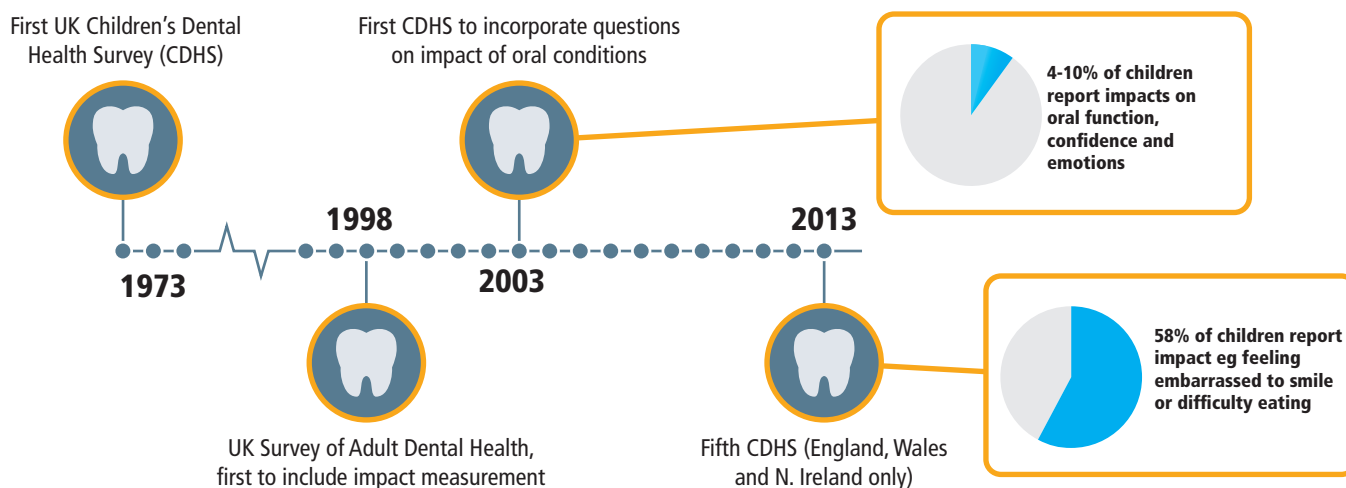 First UK Children's Dental
Health Survey (CDHS)
First CDHS to incorporate questions
on impact of oral conditions
4-10% of children
report impacts on
oral function,
confidence and
emotions
1998
2013
1973
2003
58% of children report
impact eg feeling
embarrassed to smile
or difficulty eating
UK Survey of Adult Dental Health,
first to include impact measurement
Fifth CDHS (England, Wales
and N. Ireland only)